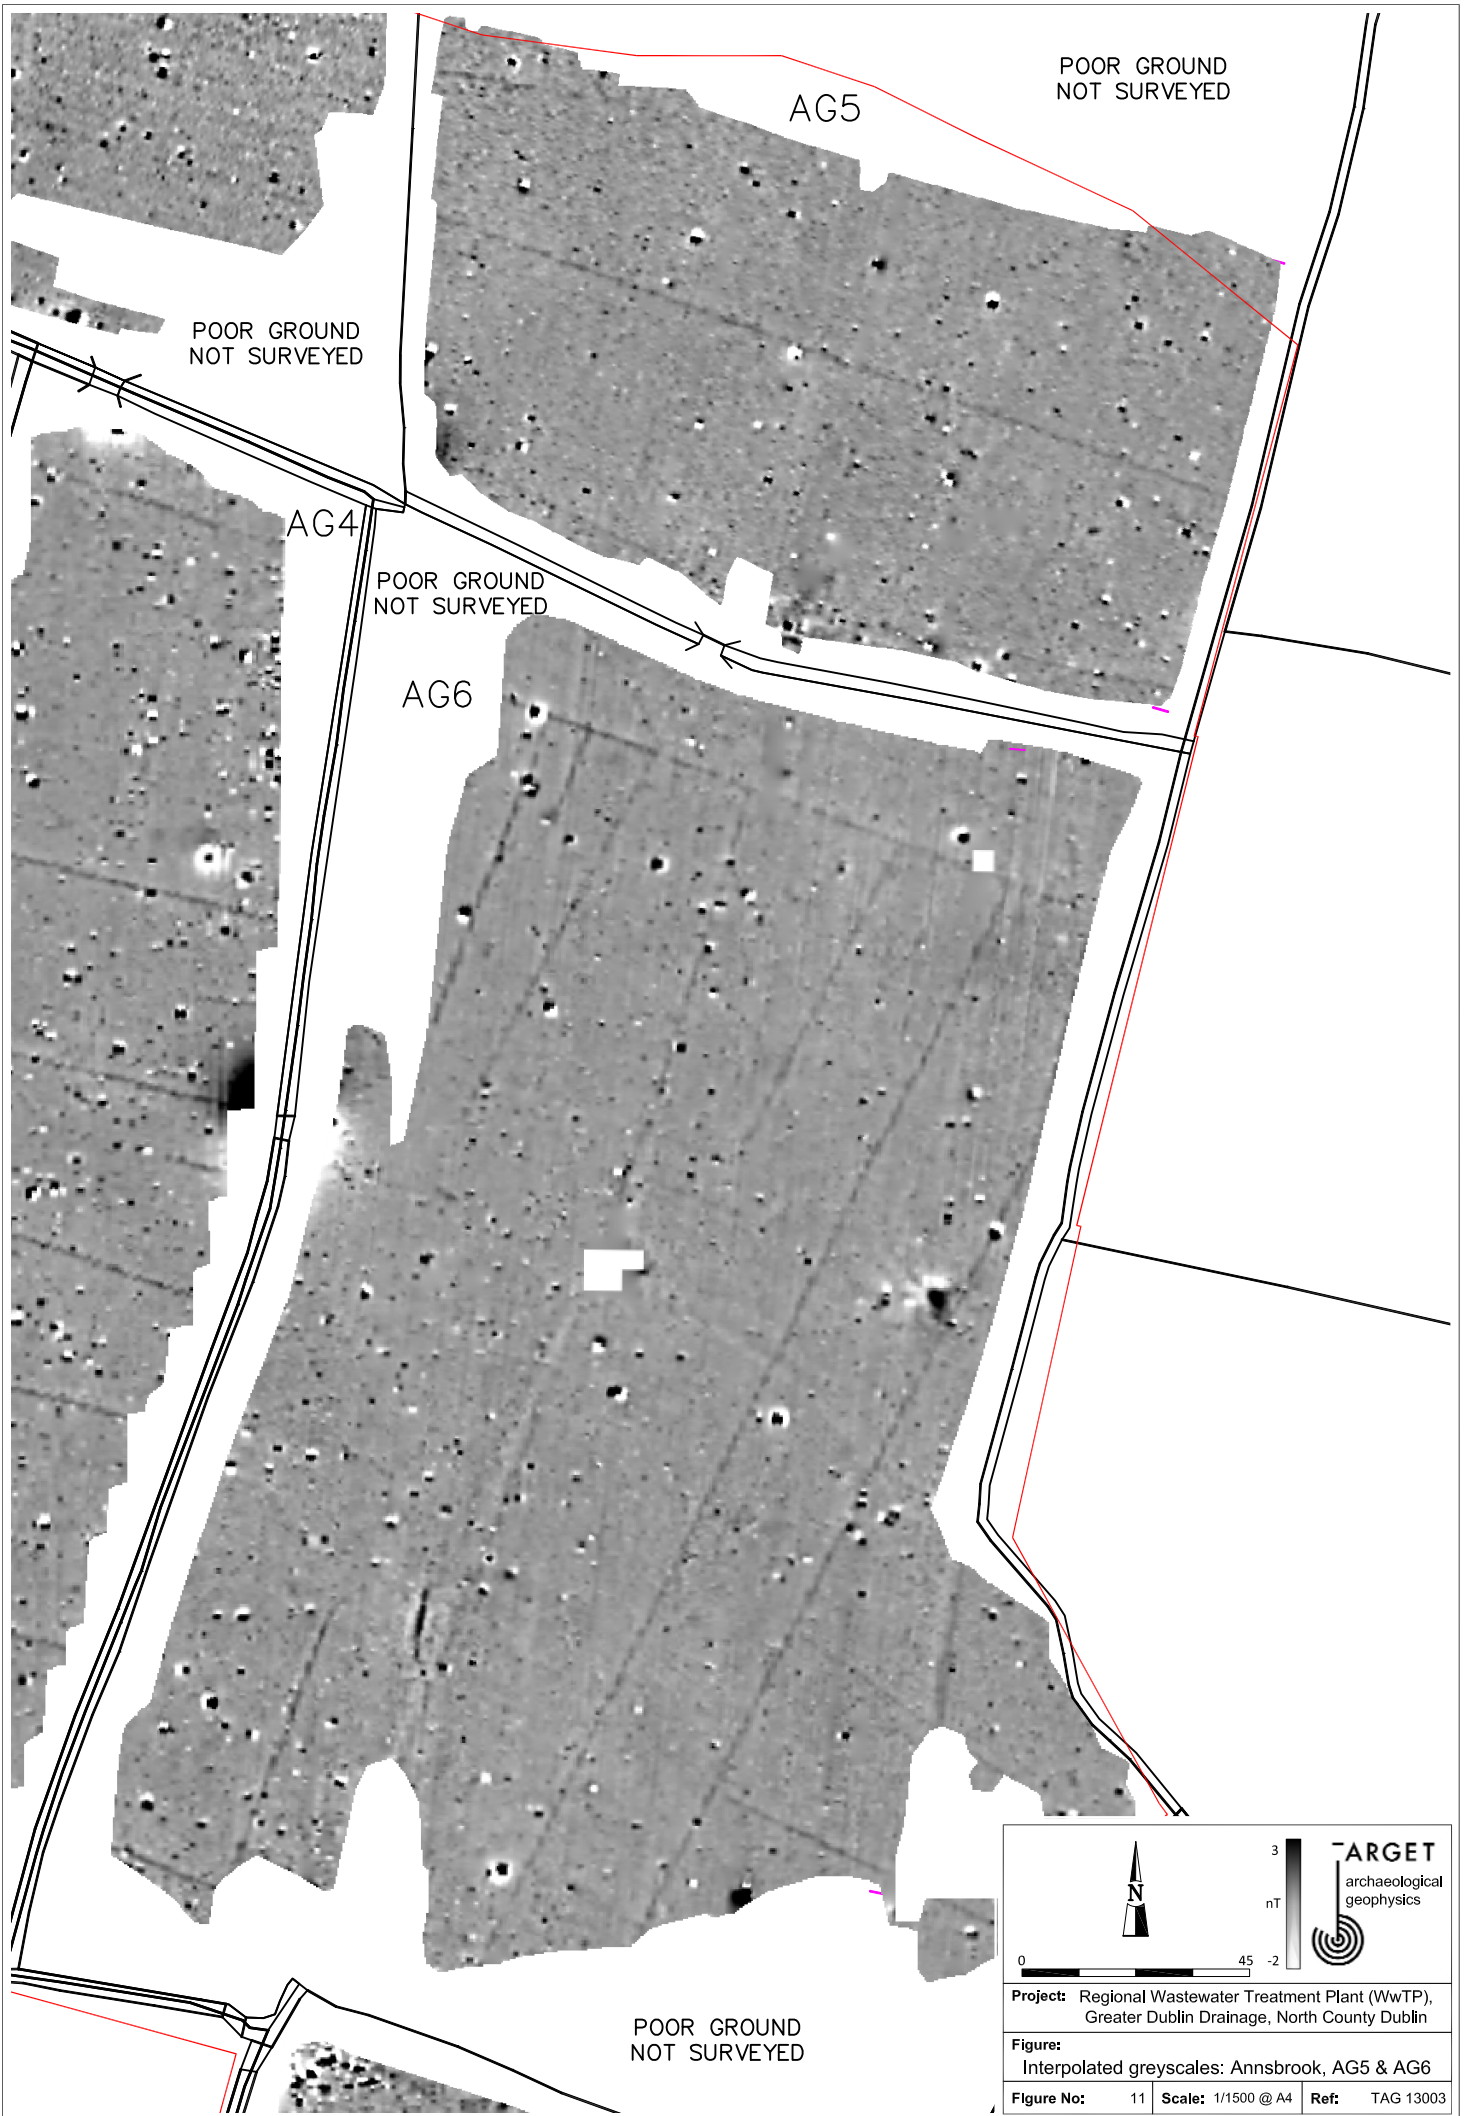 POOR GROUND
NOT SURVEYED
AG5
POOR GROUND
NOT SURVEYED
AG4
POOR GROUND
NOT SURVEYED
AG6
POOR GROUND
NOT SURVEYED
N
0
45
3
nT
-2
TARGET
archaeological
geophysics
Project: Regional Wastewater Treatment Plant (WwTP),
Greater Dublin Drainage, North County Dublin
Figure:
Interpolated greyscales: Annsbrook, AG5 & AG6
Figure No: 11 Scale: 1/1500 @ A4 Ref: TAG 13003